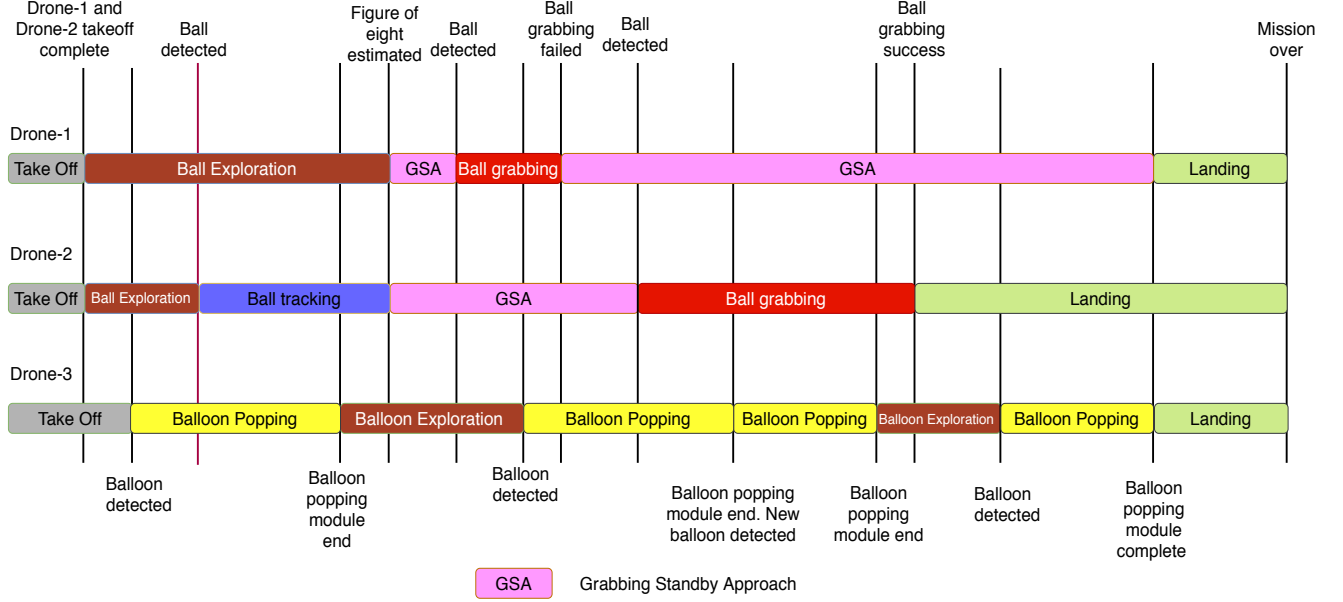 Drone-1 and
Drone-2 takeoff
complete
Ball
detected
Figure of
eight
estimated
Ball
detected
Ball
grabbing
failed
Ball
detected
Ball
grabbing
success
Mission
over
Drone-1
Take Off
Ball Exploration
GSA
Ball grabbing
GSA
Landing
Drone-2
Take Off
Ball Exploration
Ball tracking
GSA
Ball grabbing
Landing
Drone-3
Take Off
Balloon Popping
Balloon Exploration
Balloon Popping
Balloon Popping
Balloon Exploration
Balloon Popping
Landing
Balloon
detected
Balloon
popping
module
end
Balloon
detected
Balloon popping
module end. New
balloon detected
Balloon
popping
module end
Balloon
detected
Balloon
popping
module
complete
GSA
Grabbing Standby Approach